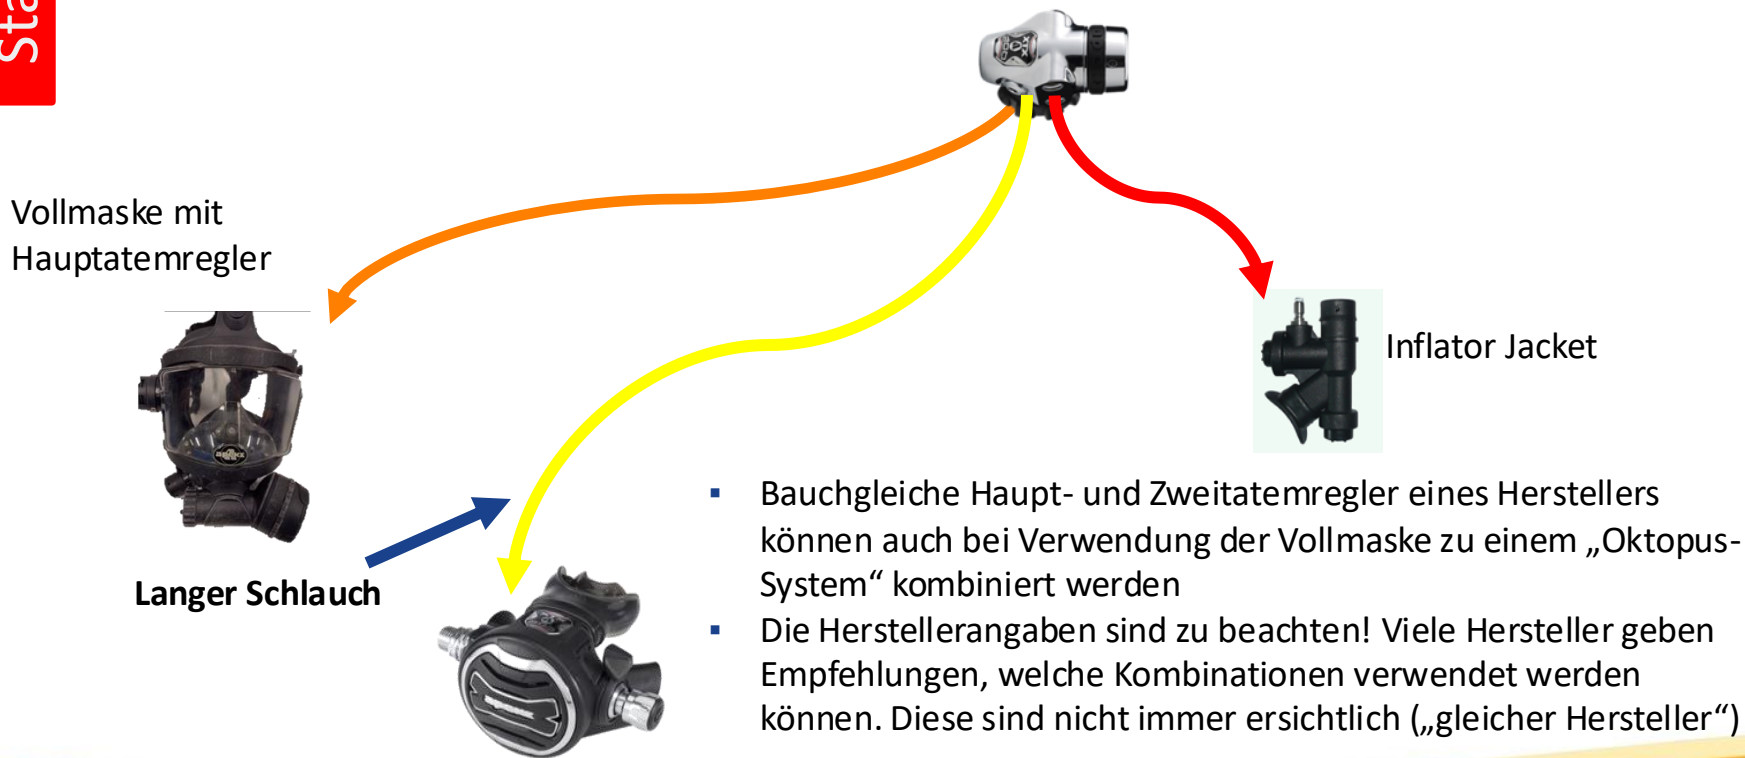 Sta
Vollmaske mit
Hauptatemregler
Inflator Jacket
Langer Schlauch
▪ Bauchgleiche Haupt- und Zweitatemregler eines Herstellers
können auch bei Verwendung der Vollmaske zu einem „Oktopus-
System“ kombiniert werden
▪ Die Herstellerangaben sind zu beachten! Viele Hersteller geben
Empfehlungen, welche Kombinationen verwendet werden
können. Diese sind nicht immer ersichtlich („gleicher Hersteller“)